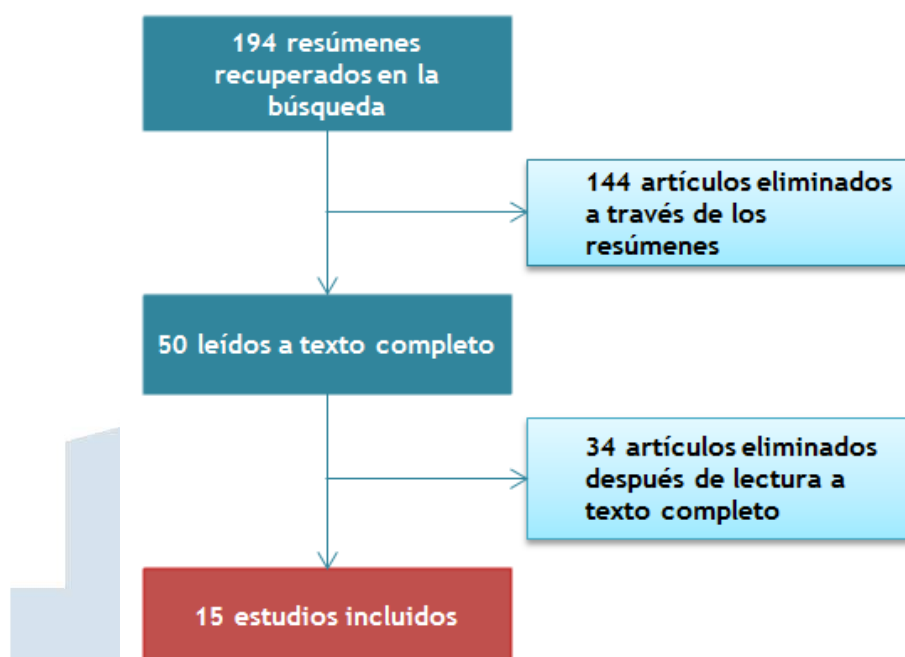 194 resúmenes
recuperados en la
búsqueda
144 artículos eliminados
a través de los
resúmenes
50 leídos a texto completo
34 artículos eliminados
después de lectura a
texto completo
15 estudios incluidos